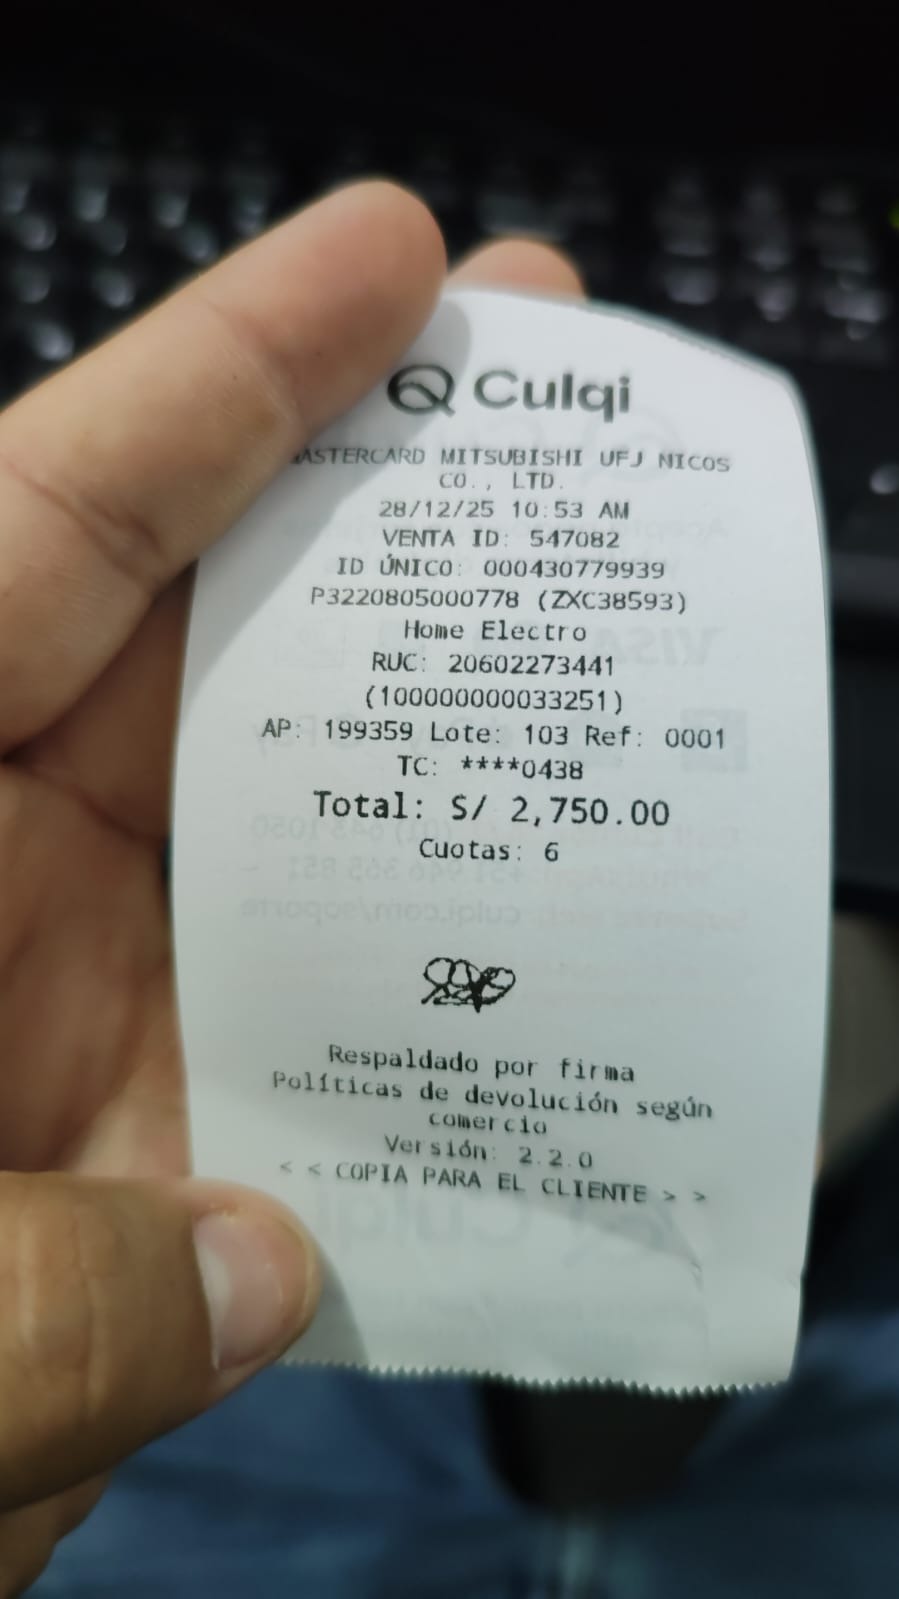 Culqi
MASTERCARD MITSUBISHI UFJ NICOS
CO., LTD.
28/12/25 10:53 AM
VENTA ID: 547082
ID ÚNICO: 000430779939
P3220805000778 (ZXC38593)
Home Electro
RUC: 20602273441
(100000000033251)
AP: 199359 Lote: 103 Ref: 0001
TC: ****0438
Total: S/ 2,750.00
Cuotas: 6
Respaldado por firma
Políticas de devolución según
comercio
Versión: 2.2.0
< < COPIA PARA EL CLIENTE > >